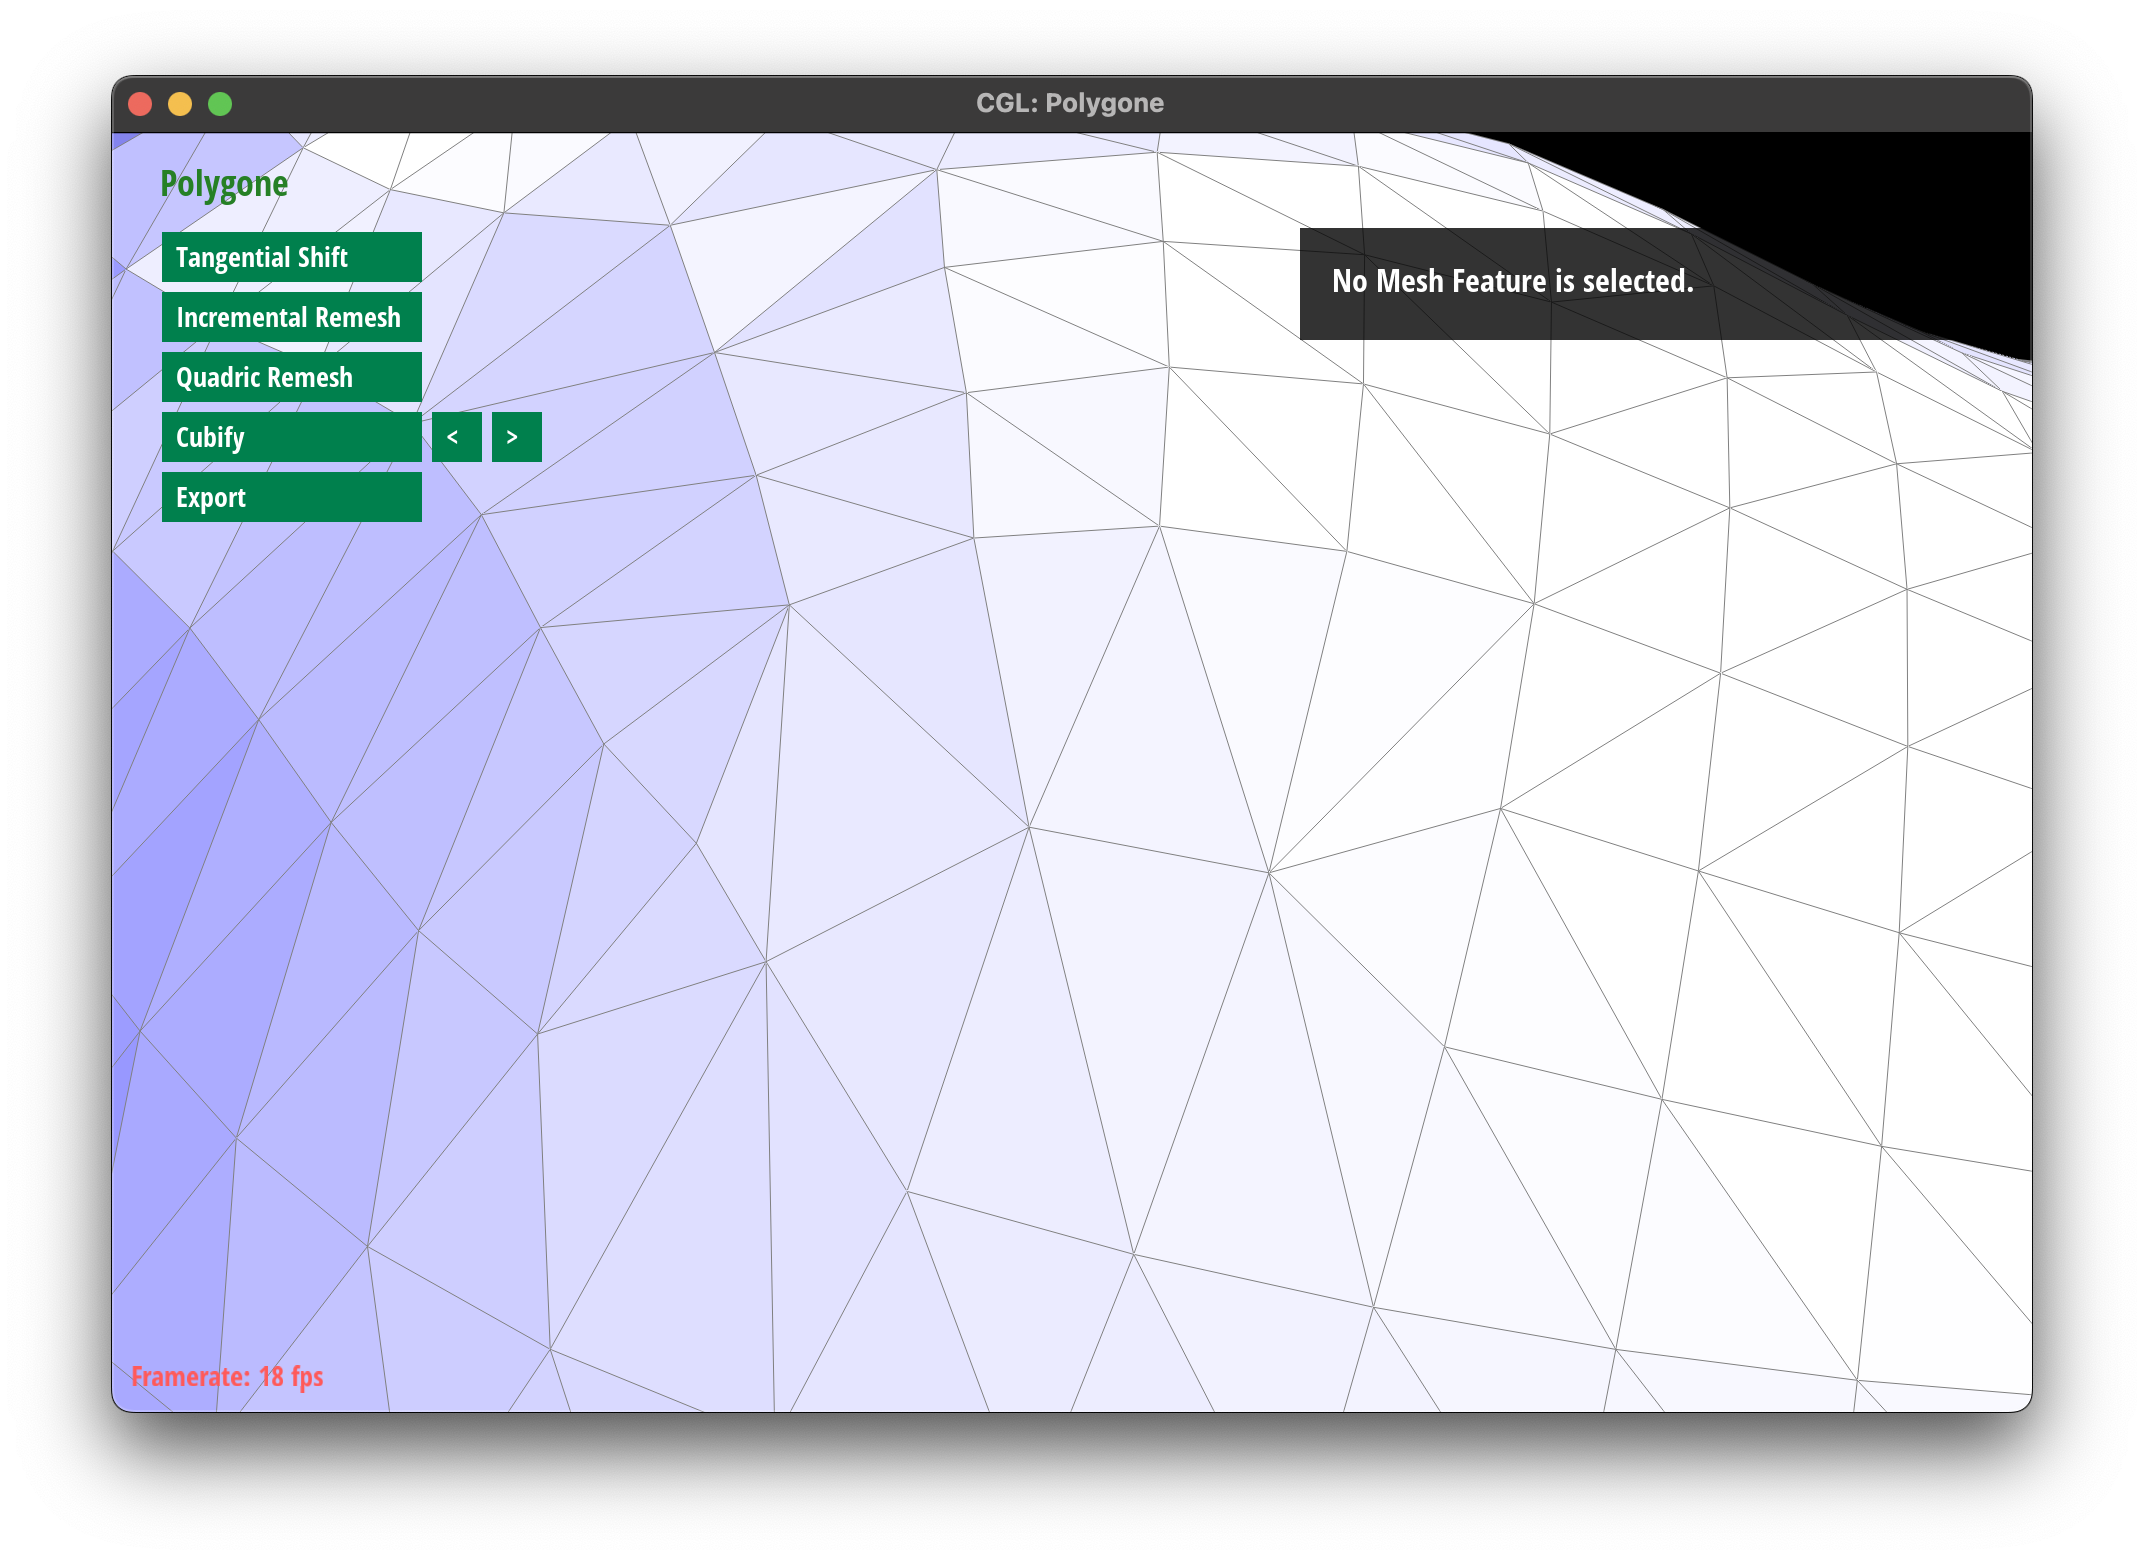 CGL: Polygone
Polygone
Tangential Shift
Incremental Remesh
Quadric Remesh
Cubify < >
Export
No Mesh Feature is selected.
Framerate: 18 fps